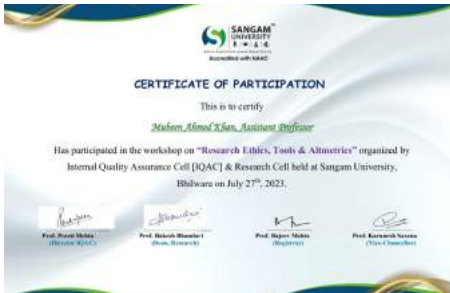 SANGAM
UNIVERSITY
Accredited with NAAC
CERTIFICATE OF PARTICIPATION
This is to certify
Mubeen Ahmed Khan, Assistant Professor
Has participated in the workshop on “Research Ethics, Tools & Altmetrics” organized by
Internal Quality Assurance Cell [IQAC] & Research Cell held at Sangam University,
Bhilwara on July 27th, 2023.
Prof. Preeti Mehta Prof. Rakesh Bhandari Prof. Rajeev Mehta Prof. Karunesh Saxena
(Director IQAC) (Dean, Research) (Registrar) (Vice-Chancellor)